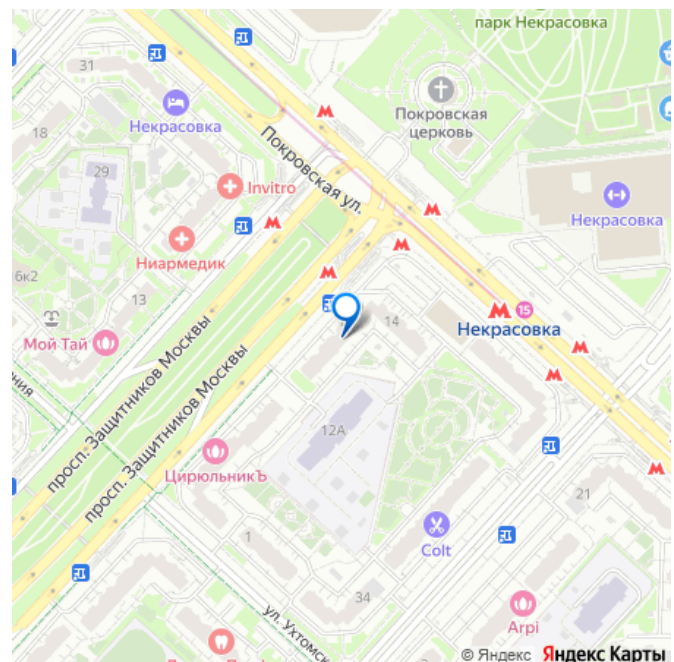 парк Некрасовка
31
Некрасовка
Покровская
церковь
18
Покровская ул.
29
Invitro
Некрасовка
Ниармедик
6к2
13
15
14
Некрасовка
Мой Тай
просп. Защитников Москвы
просп. Защитников Москвы
12А
ЦирюльникЪ
21
1
Colt
34
ул. Ухтомск
Arpi
© Яндекс Яндекс Карты